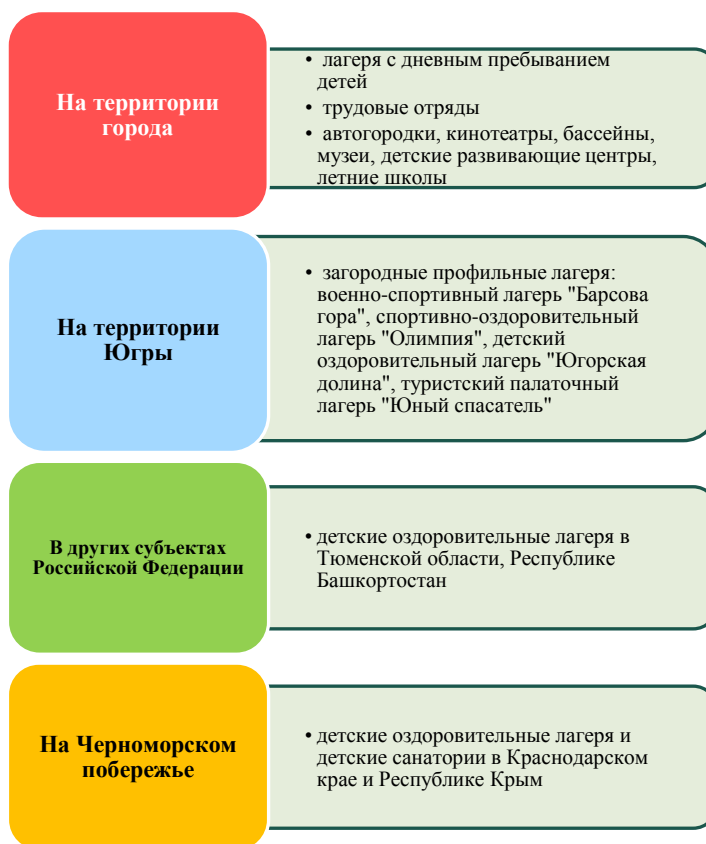 На территории
города
• лагеря с дневным пребыванием
детей
• трудовые отряды
• автогородки, кинотеатры, бассейны,
музеи, детские развивающие центры,
летние школы
На территории
Югры
• загородные профильные лагеря:
военно-спортивный лагерь "Барсова
гора", спортивно-оздоровительный
лагерь "Олимпия", детский
оздоровительный лагерь "Югорская
долина", туристский палаточный
лагерь "Юный спасатель"
В других субъектах
Российской Федерации
• детские оздоровительные лагеря в
Тюменской области, Республике
Башкортостан
На Черноморском
побережье
• детские оздоровительные лагеря и
детские санатории в Краснодарском
крае и Республике Крым